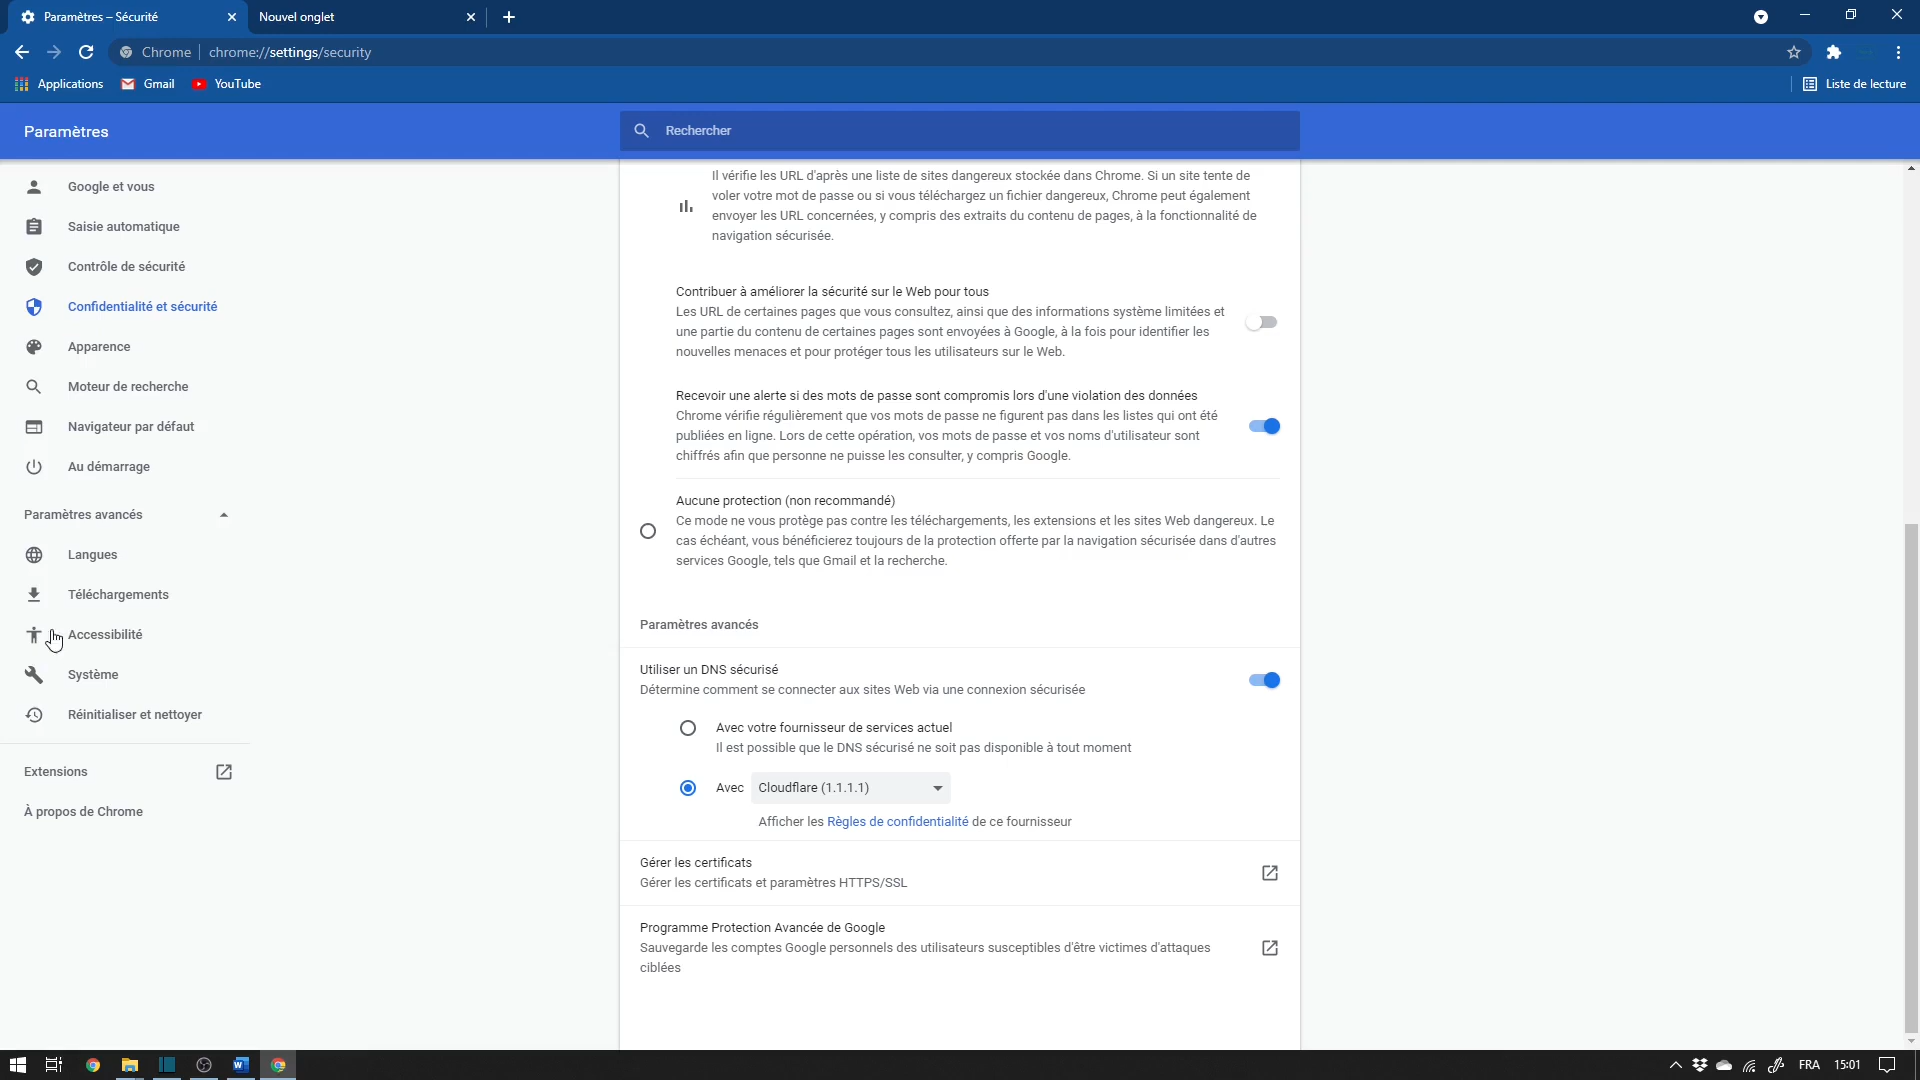 Paramètres – Sécurité
Nouvel onglet
Chrome
chrome://settings/security
Applications
Gmail
YouTube
Liste de lecture
Paramètres
Rechercher
Google et vous
Saisie automatique
Contrôle de sécurité
Confidentialité et sécurité
Apparence
Moteur de recherche
Navigateur par défaut
Au démarrage
Paramètres avancés
Langues
Téléchargements
Accessibilité
Système
Réinitialiser et nettoyer
Extensions
À propos de Chrome
Il vérifie les URL d'après une liste de sites dangereux stockée dans Chrome. Si un site tente de
voler votre mot de passe ou si vous téléchargez un fichier dangereux, Chrome peut également
envoyer les URL concernées, y compris des extraits du contenu de pages, à la fonctionnalité de
navigation sécurisée.
Contribuer à améliorer la sécurité sur le Web pour tous
Les URL de certaines pages que vous consultez, ainsi que des informations système limitées et
une partie du contenu de certaines pages sont envoyées à Google, à la fois pour identifier les
nouvelles menaces et pour protéger tous les utilisateurs sur le Web.
Recevoir une alerte si des mots de passe sont compromis lors d'une violation des données
Chrome vérifie régulièrement que vos mots de passe ne figurent pas dans les listes qui ont été
publiées en ligne. Lors de cette opération, vos mots de passe et vos noms d'utilisateur sont
chiffrés afin que personne ne puisse les consulter, y compris Google.
Aucune protection (non recommandé)
Ce mode ne vous protège pas contre les téléchargements, les extensions et les sites Web dangereux. Le
cas échéant, vous bénéficierez toujours de la protection offerte par la navigation sécurisée dans d'autres
services Google, tels que Gmail et la recherche.
Paramètres avancés
Utiliser un DNS sécurisé
Détermine comment se connecter aux sites Web via une connexion sécurisée
Avec votre fournisseur de services actuel
Il est possible que le DNS sécurisé ne soit pas disponible à tout moment
Avec Cloudflare (1.1.1.1)
Afficher les Règles de confidentialité de ce fournisseur
Gérer les certificats
Gérer les certificats et paramètres HTTPS/SSL
Programme Protection Avancée de Google
Sauvegarde les comptes Google personnels des utilisateurs susceptibles d'être victimes d'attaques
ciblées
FRA
15:01